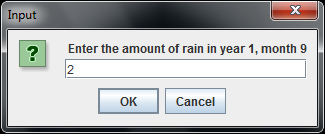 Input
Enter the amount of rain in year 1, month 9
2
OK Cancel